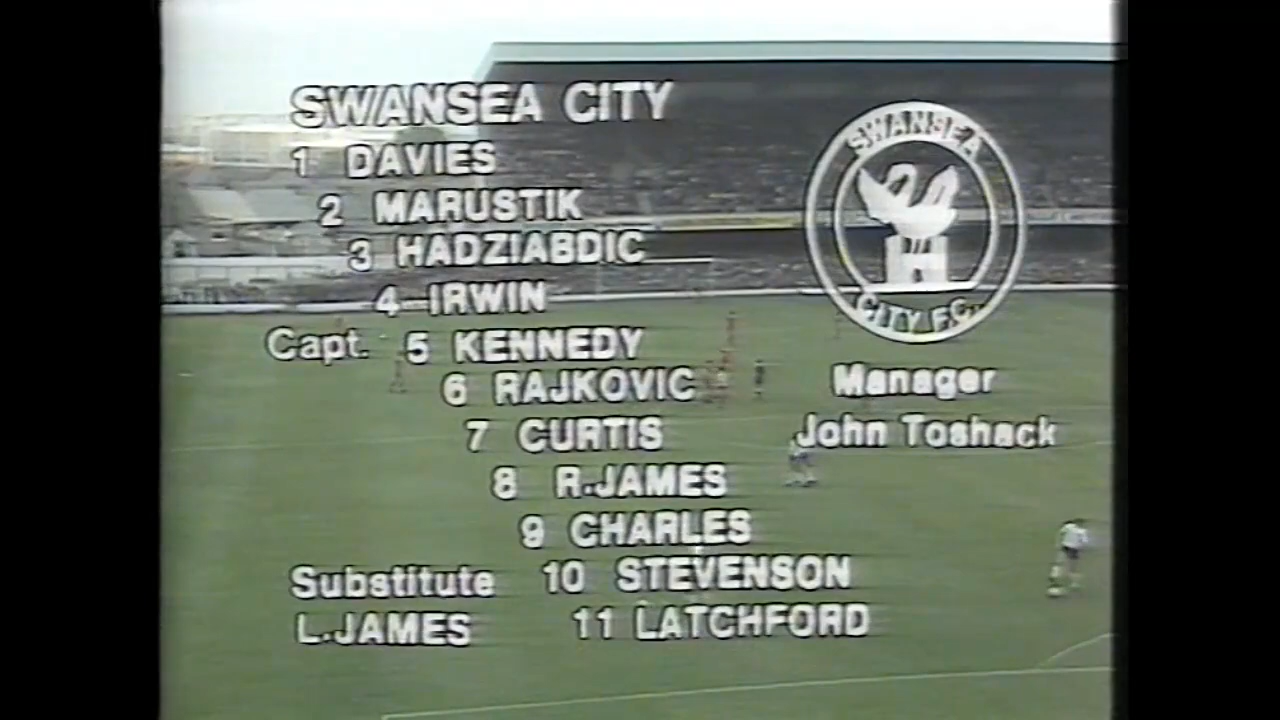 SWANSEA CITY
1 DAVIES
2 MARUSTIK
3 HADZIABDIC
4 IRWIN
Capt. 5 KENNEDY
6 RAJKOVIC
7 CURTIS
8 R.JAMES
9 CHARLES
10 STEVENSON
11 LATCHFORD
Substitute
L.JAMES
SWANSEA
CITY F.C.
Manager
John Toshack